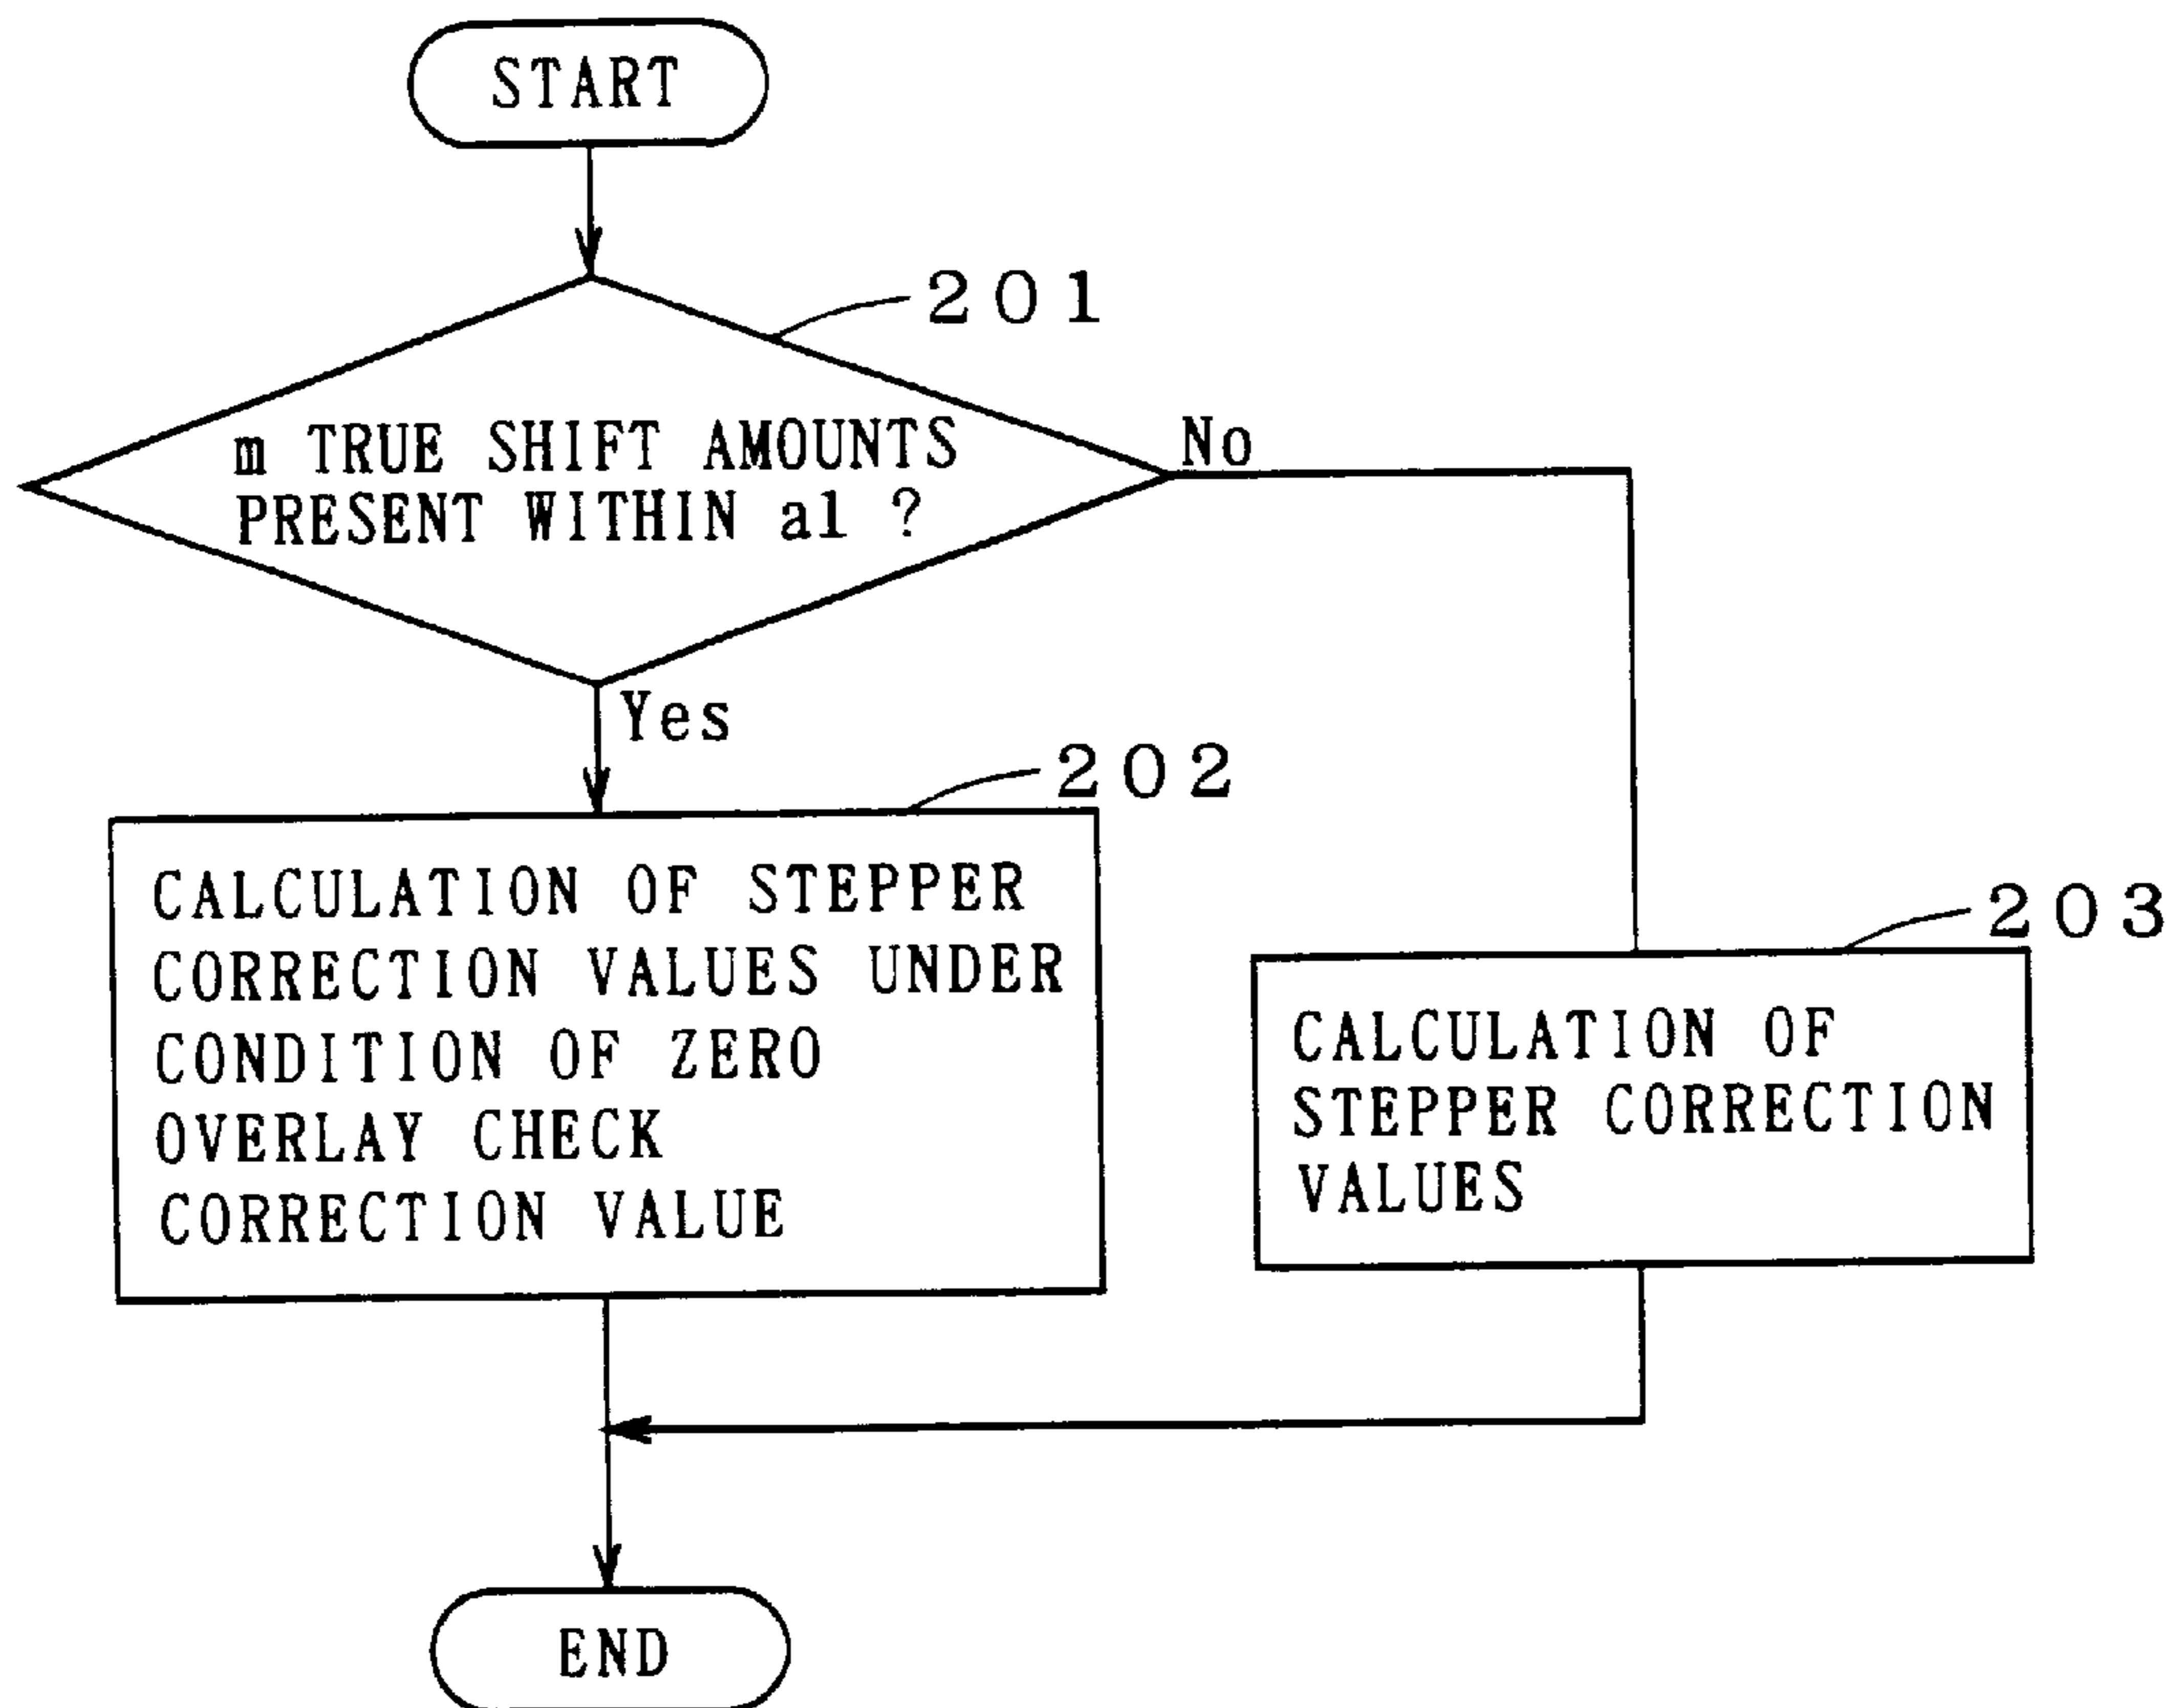 START
201
m TRUE SHIFT AMOUNTS
PRESENT WITHIN a1 ?
No
Yes
202
CALCULATION OF STEPPER
CORRECTION VALUES UNDER
CONDITION OF ZERO
OVERLAY CHECK
CORRECTION VALUE
203
CALCULATION OF
STEPPER CORRECTION
VALUES
END